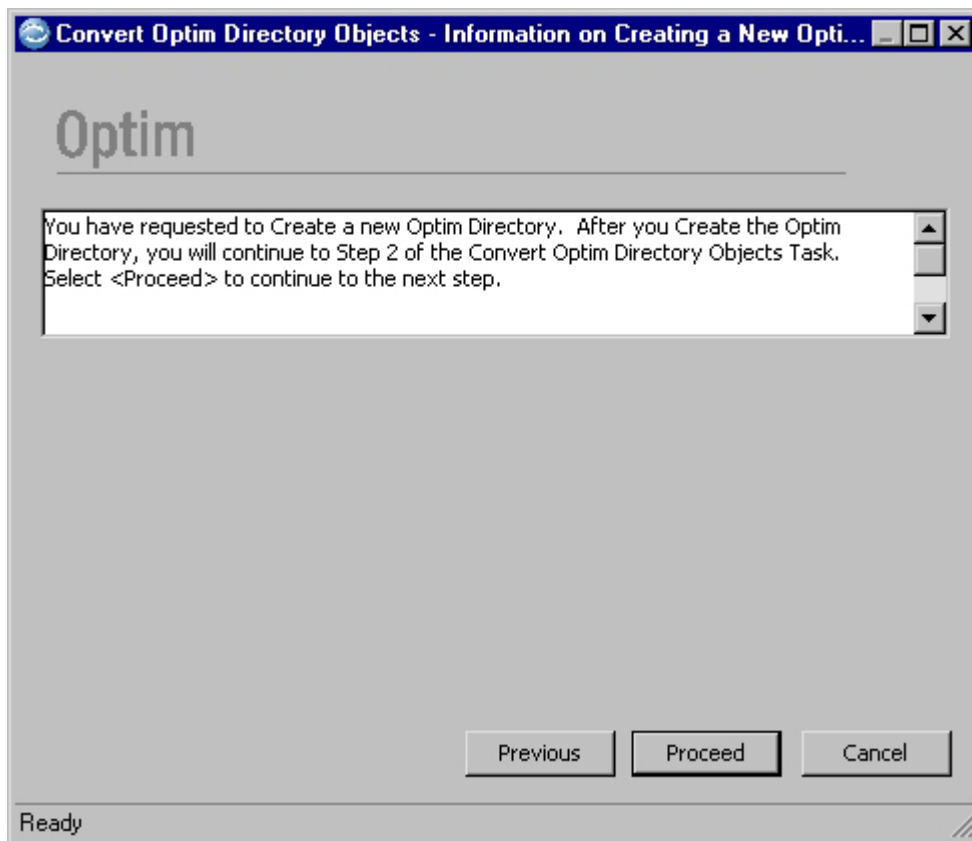 Convert Optim Directory Objects - Information on Creating a New Opti...
Optim
You have requested to Create a new Optim Directory.  After you Create the Optim
Directory, you will continue to Step 2 of the Convert Optim Directory Objects Task.
Select <Proceed> to continue to the next step.
Previous
Proceed
Cancel
Ready